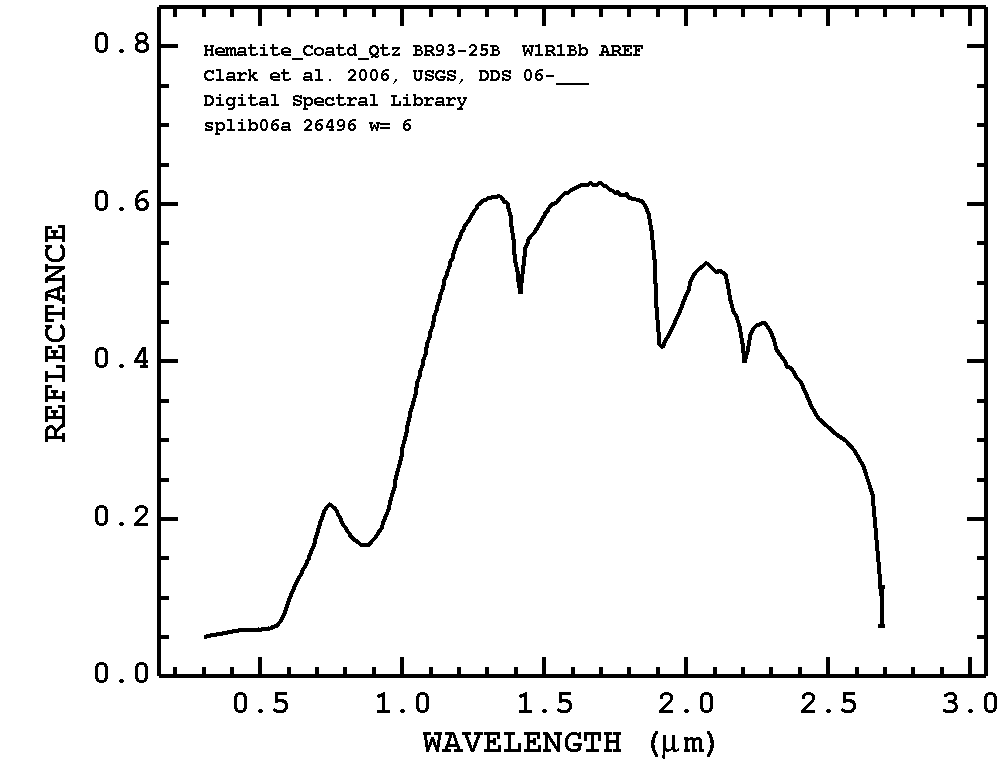 0.8
Hematite_Coatd_Qtz BR93-25B  W1R1Bb AREF
Clark et al. 2006, USGS, DDS 06-___
Digital Spectral Library
splib06a 26496 w= 6
0.6
REFLECTANCE
0.4
0.2
0.0
0.5 1.0 1.5 2.0 2.5 3.0
WAVELENGTH (μm)